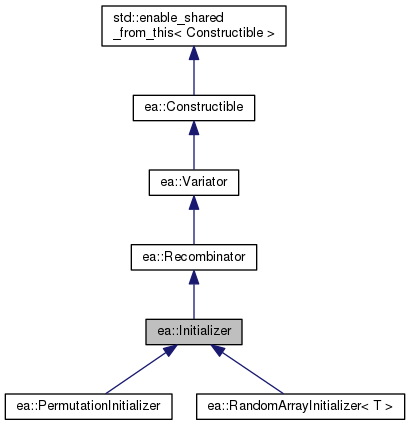 std::enable_shared
_from_this< Constructible >
ea::Constructible
ea::Variator
ea::Recombinator
ea::Initializer
ea::PermutationInitializer
ea::RandomArrayInitializer< T >